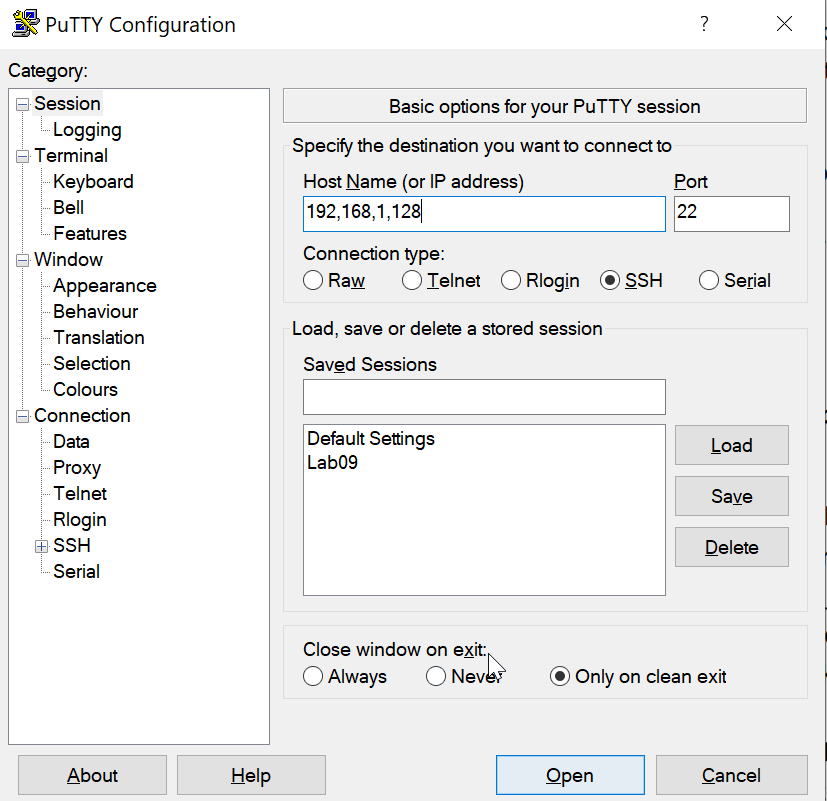 PuTTY Configuration
?
Category:
Session
Logging
Terminal
Keyboard
Bell
Features
Window
Appearance
Behaviour
Translation
Selection
Colours
Connection
Data
Proxy
Telnet
Rlogin
SSH
Serial
Basic options for your PuTTY session
Specify the destination you want to connect to
Host Name (or IP address) Port
192,168,1,128 22
Connection type:
Raw Telnet Rlogin SSH Serial
Load, save or delete a stored session
Saved Sessions
Default Settings
Lab09
Load
Save
Delete
Close window on exit:
Always Never Only on clean exit
About Help Open Cancel